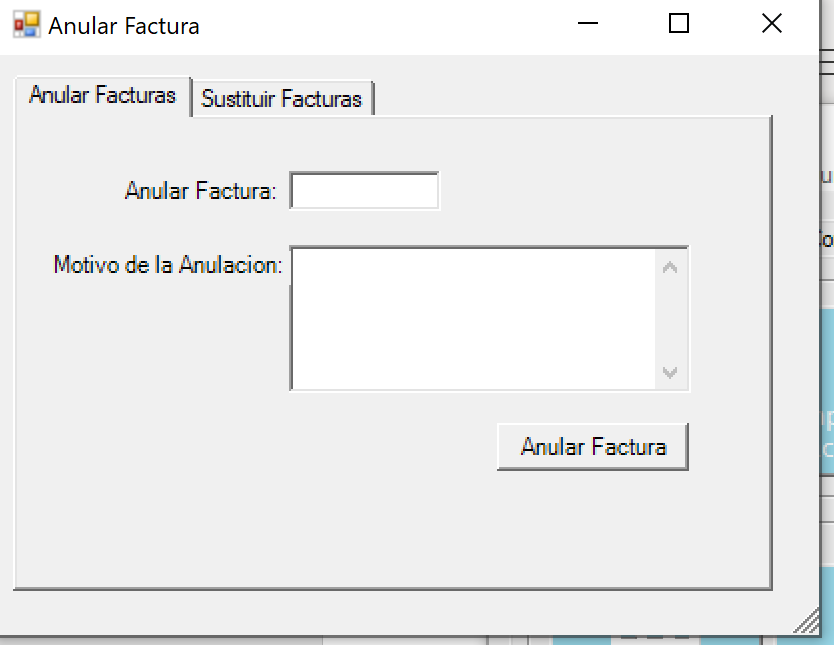 Anular Factura
Anular Facturas
Sustituir Facturas
Anular Factura:
Motivo de la Anulacion:
Anular Factura